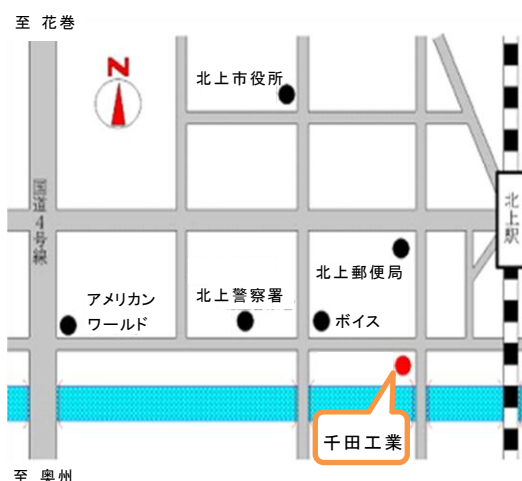 至 花巻
N
北上市役所
国道4号線
北上駅
北上郵便局
アメリカン
ワールド
北上警察署
ボイス
千田工業
至 奥州